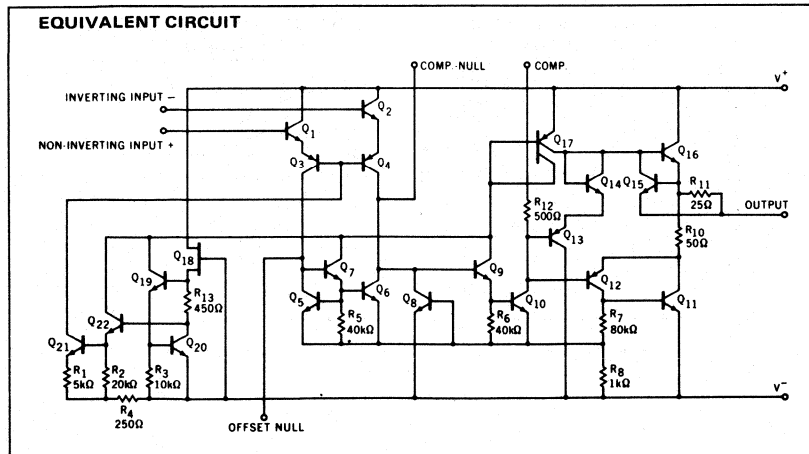 EQUIVALENT CIRCUIT
COMP.-NULL
COMP.
V+
INVERTING INPUT −
NON-INVERTING INPUT +
Q1
Q2
Q3
Q4
Q17
Q16
Q14
Q15
R11
25Ω
OUTPUT
R12
500Ω
Q13
R10
50Ω
Q18
Q19
R13
450Ω
Q7
Q5
Q6
Q8
Q9
Q10
Q12
Q11
Q22
Q21
Q20
R5
40kΩ
R6
40kΩ
R7
80kΩ
R1
5kΩ
R2
20kΩ
R3
10kΩ
R8
1kΩ
R4
250Ω
V−
OFFSET NULL